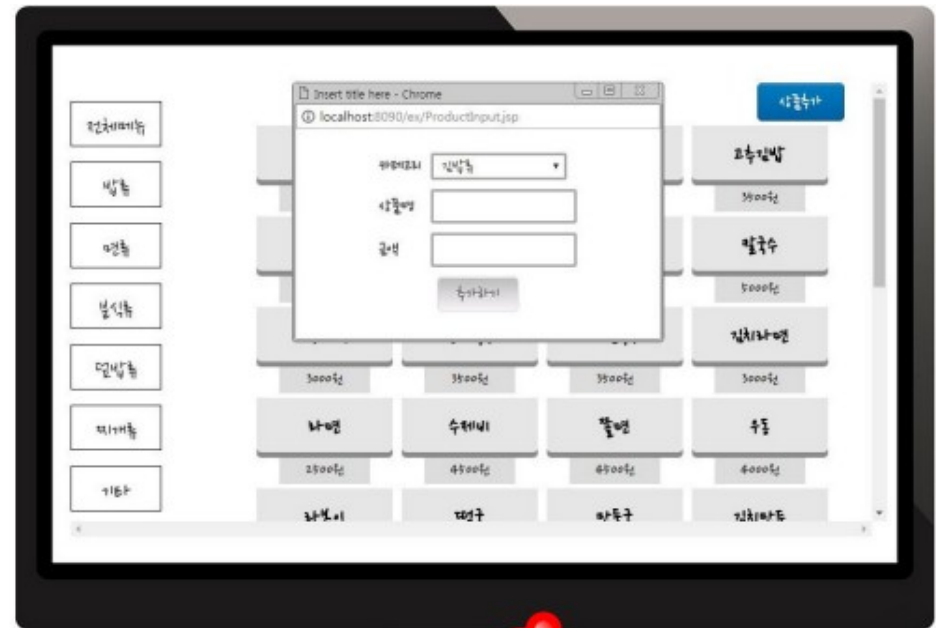 Insert title here - Chrome
localhost:8090/ex/ProductInput.jsp
상품추가
전체메뉴
밥류
면류
분식류
덮밥류
찌개류
기타
카테고리 김밥류
상품명
금액
추가하기
고추김밥
3500원
칼국수
5000원
김치라면
3000원 3500원 3500원 3000원
라면 수제비 쫄면 우동
2500원 4500원 4500원 4000원
라볶이 떡국 만두국 김치만두